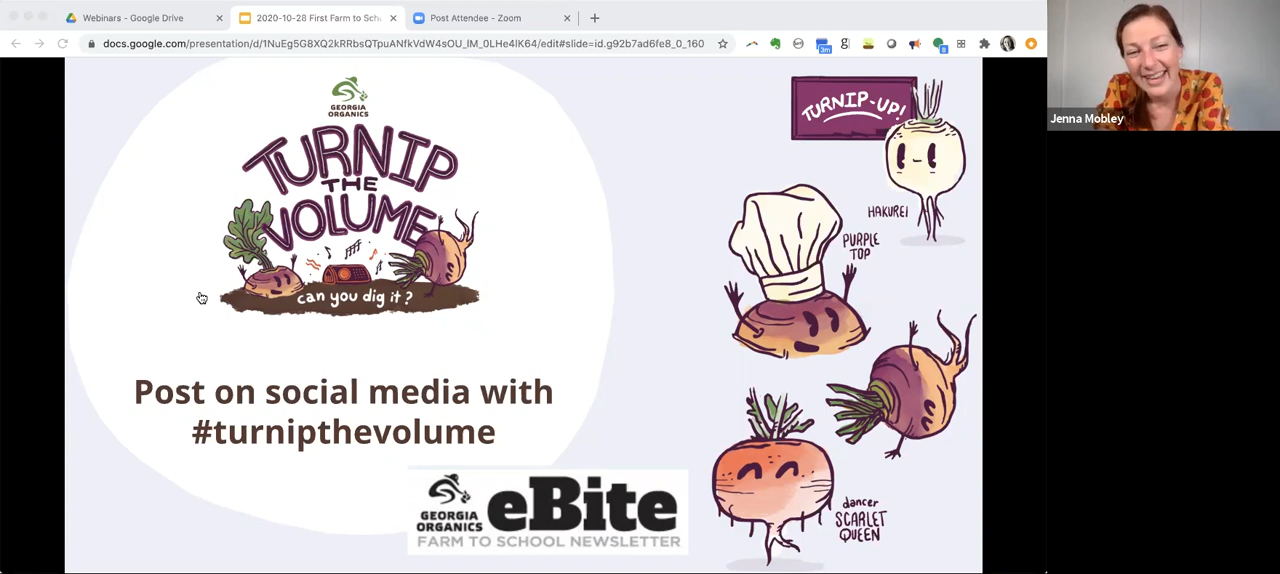 Webinars - Google Drive
2020-10-28 First Farm to Sch
Post Attendee - Zoom
docs.google.com/presentation/d/1NuEg5G8XQ2kRRbsQTpuANfkVdW4sOU_lM_0LHe4lK64/edit#slide=id.g92b7ad6fe8_0_160
3m
g
8
Jenna Mobley
GEORGIA
ORGANICS
TURNIP
THE
VOLUME
can you dig it?
Post on social media with
#turnipthevolume
GEORGIA
ORGANICS
eBite
FARM TO SCHOOL NEWSLETTER
TURNIP-UP!
HAKUREI
PURPLE
TOP
dancer
SCARLET
QUEEN